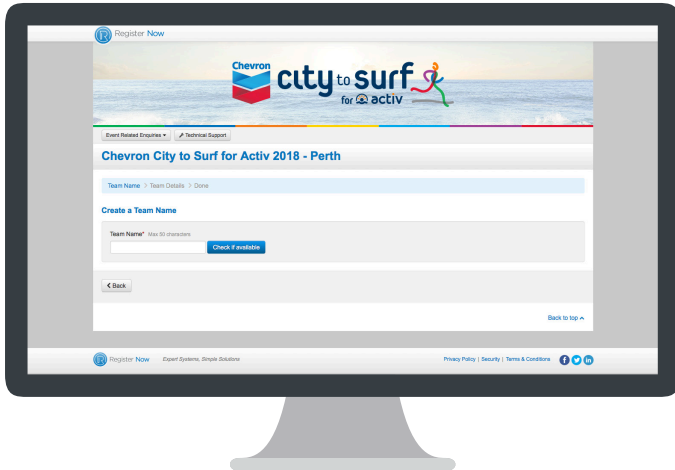 Register Now
Chevron
city to surf
for activ
Event Related Enquiries
Technical Support
Chevron City to Surf for Activ 2018 - Perth
Team Name > Team Details > Done
Create a Team Name
Team Name* Max 50 characters
Check if available
Back
Back to top
Register Now Expert Systems, Simple Solutions Privacy Policy | Security | Terms & Conditions